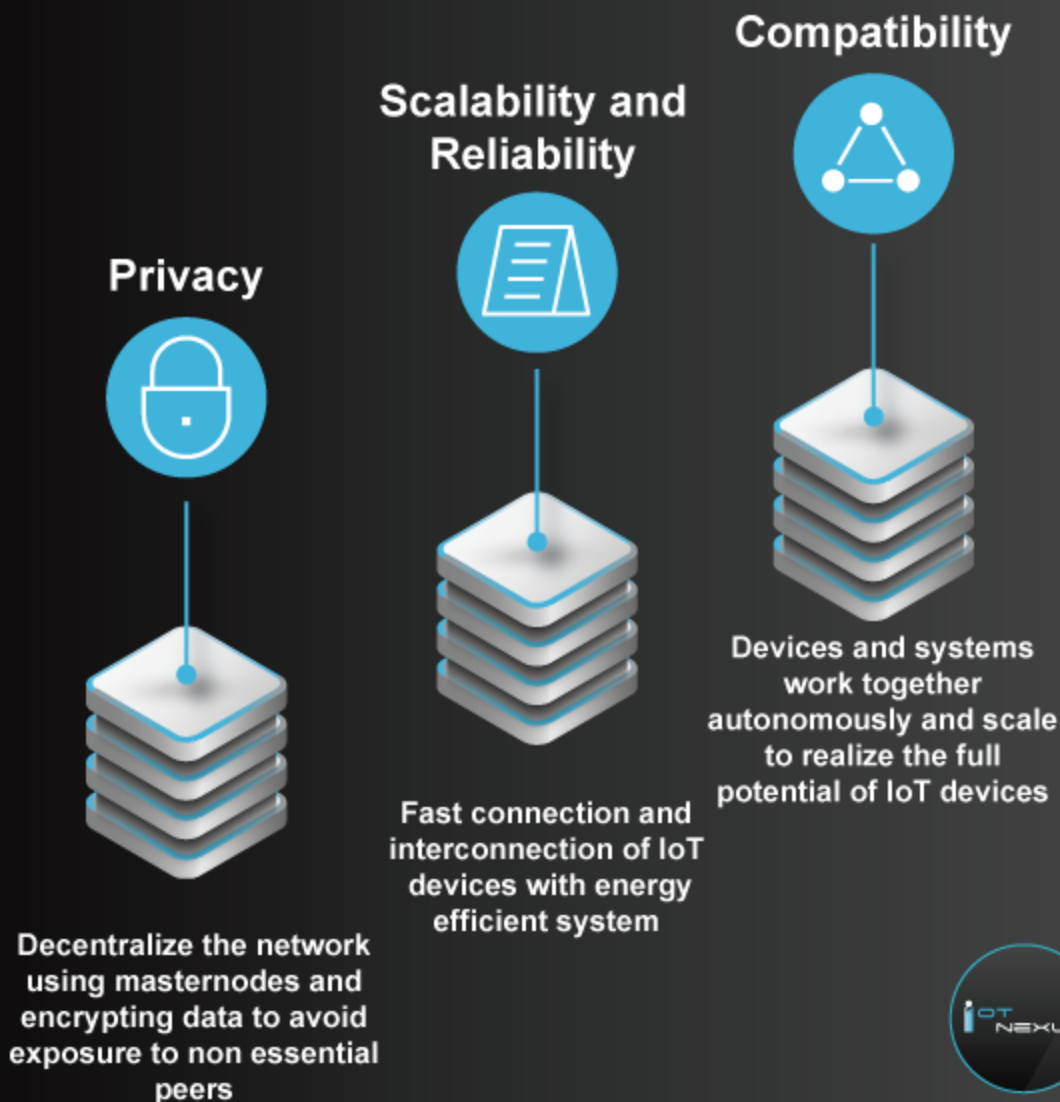 Privacy
Decentralize the network
using masternodes and
encrypting data to avoid
exposure to non essential
peers
Scalability and
Reliability
Fast connection and
interconnection of IoT
devices with energy
efficient system
Compatibility
Devices and systems
work together
autonomously and scale
to realize the full
potential of IoT devices
iOT